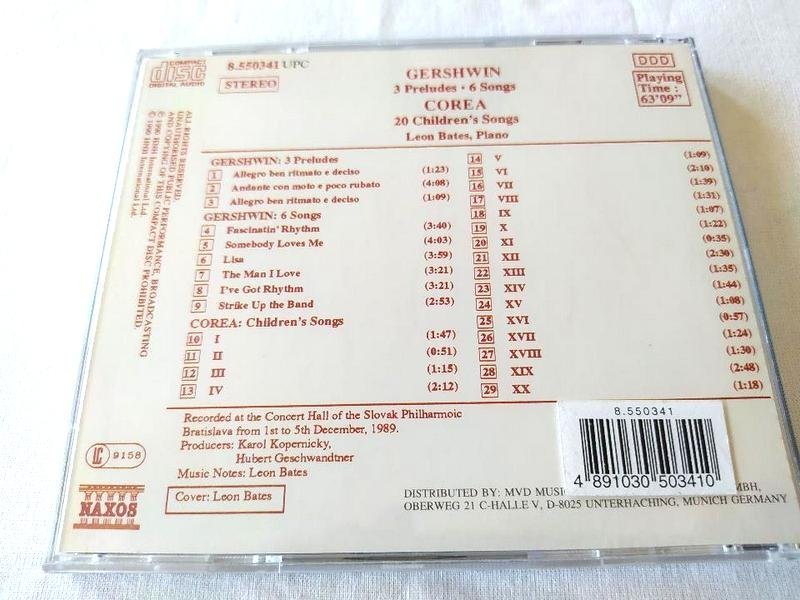 COMPACT
disc
DIGITAL AUDIO
8.550341 UPC
STEREO
GERSHWIN
3 Preludes · 6 Songs
COREA
20 Children's Songs
Leon Bates, Piano
DDD
Playing
Time :
63'09"
ALL RIGHTS RESERVED.
UNAUTHORISED PUBLIC PERFORMANCE, BROADCASTING
AND COPYING OF THIS COMPACT DISC PROHIBITED.
℗ 1990 HNH International Ltd.
© 1990 HNH International Ltd.
GERSHWIN: 3 Preludes
1 Allegro ben ritmato e deciso (1:23)
2 Andante con moto e poco rubato (4:08)
3 Allegro ben ritmato e deciso (1:09)
GERSHWIN: 6 Songs
4 Fascinatin' Rhythm (3:40)
5 Somebody Loves Me (4:03)
6 Lisa (3:59)
7 The Man I Love (3:21)
8 I've Got Rhythm (3:21)
9 Strike Up the Band (2:53)
COREA: Children's Songs
10 I (1:47)
11 II (0:51)
12 III (1:15)
13 IV (2:12)
14 V (1:09)
15 VI (2:10)
16 VII (1:39)
17 VIII (1:31)
18 IX (1:07)
19 X (1:22)
20 XI (0:35)
21 XII (2:30)
22 XIII (1:35)
23 XIV (1:44)
24 XV (1:08)
25 XVI (0:57)
26 XVII (1:24)
27 XVIII (1:30)
28 XIX (2:48)
29 XX (1:18)
Recorded at the Concert Hall of the Slovak Philharmoic
Bratislava from 1st to 5th December, 1989.
Producers: Karol Kopernicky,
Hubert Geschwandtner
Music Notes: Leon Bates
Cover: Leon Bates
LC 9158
NAXOS
8.550341
4 891030 503410
DISTRIBUTED BY: MVD MUSI MBH,
OBERWEG 21 C-HALLE V, D-8025 UNTERHACHING, MUNICH GERMANY